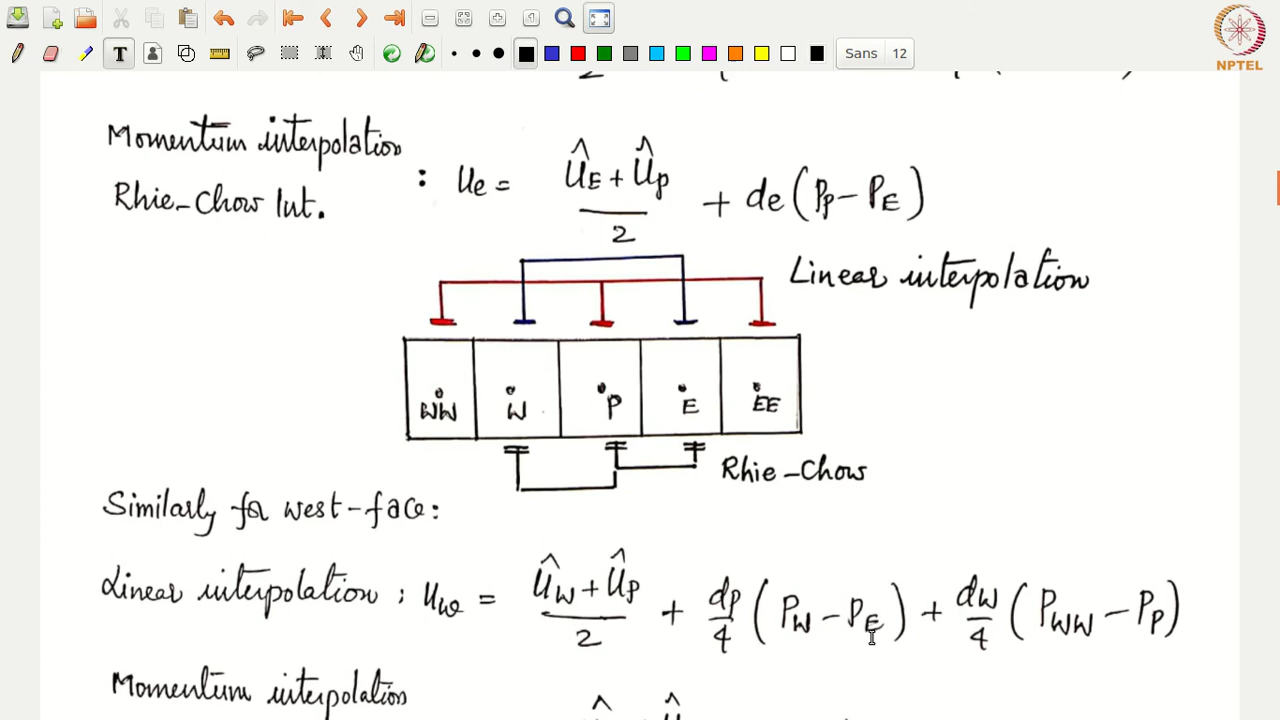 Sans 12
NPTEL
Momentum interpolation
Rhie-Chow Int. : ue = (ûE + ûP)/2 + de (PP - PE)
Linear interpolation
WW W P E EE
Rhie-Chow
Similarly for west-face:
Linear interpolation : uw = (ûW + ûP)/2 + dP/4 (PW - PE) + dW/4 (PWW - PP)
Momentum interpolation